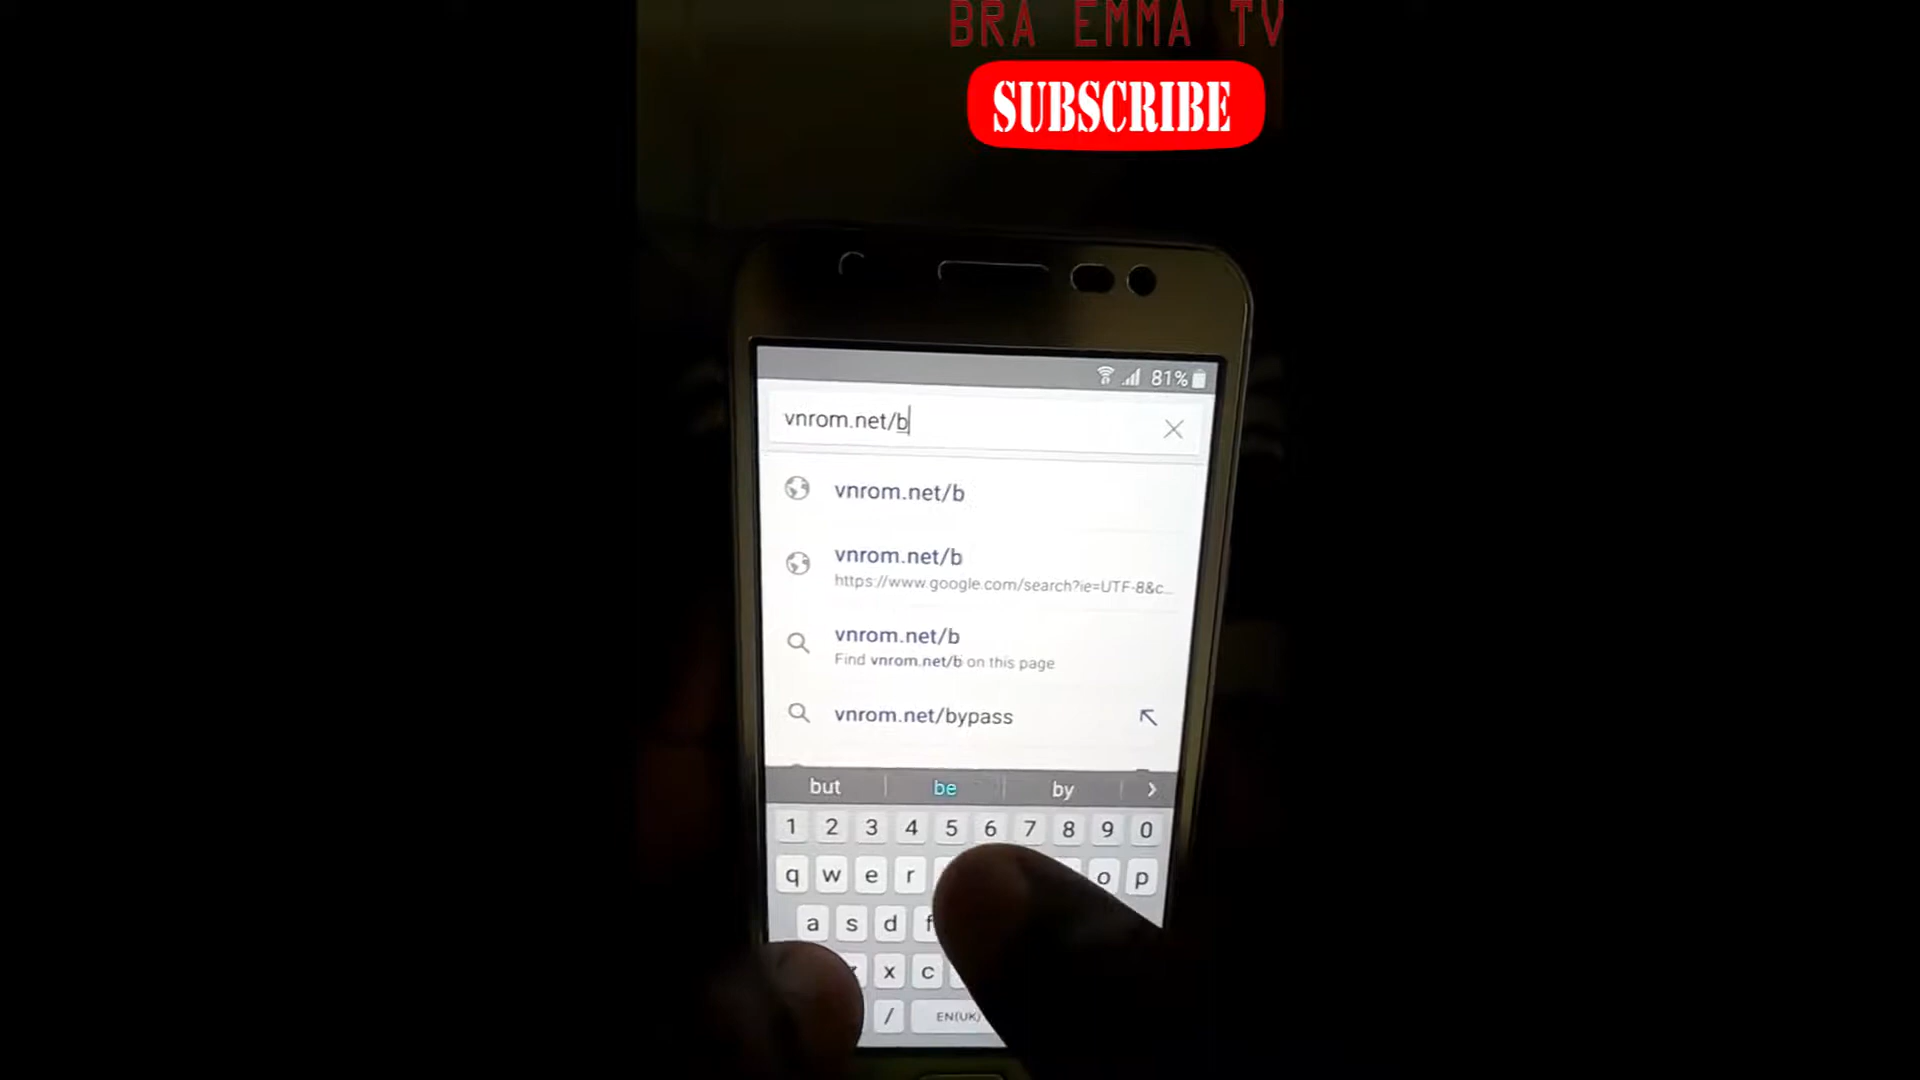 BRA EMMA TV
SUBSCRIBE
81%
vnrom.net/b
vnrom.net/b
vnrom.net/b
https://www.google.com/search?ie=UTF-8&c...
vnrom.net/b
Find vnrom.net/b on this page
vnrom.net/bypass
but be by
1 2 3 4 5 6 7 8 9 0
q w e r o p
a s d f
x c
/ EN(UK)